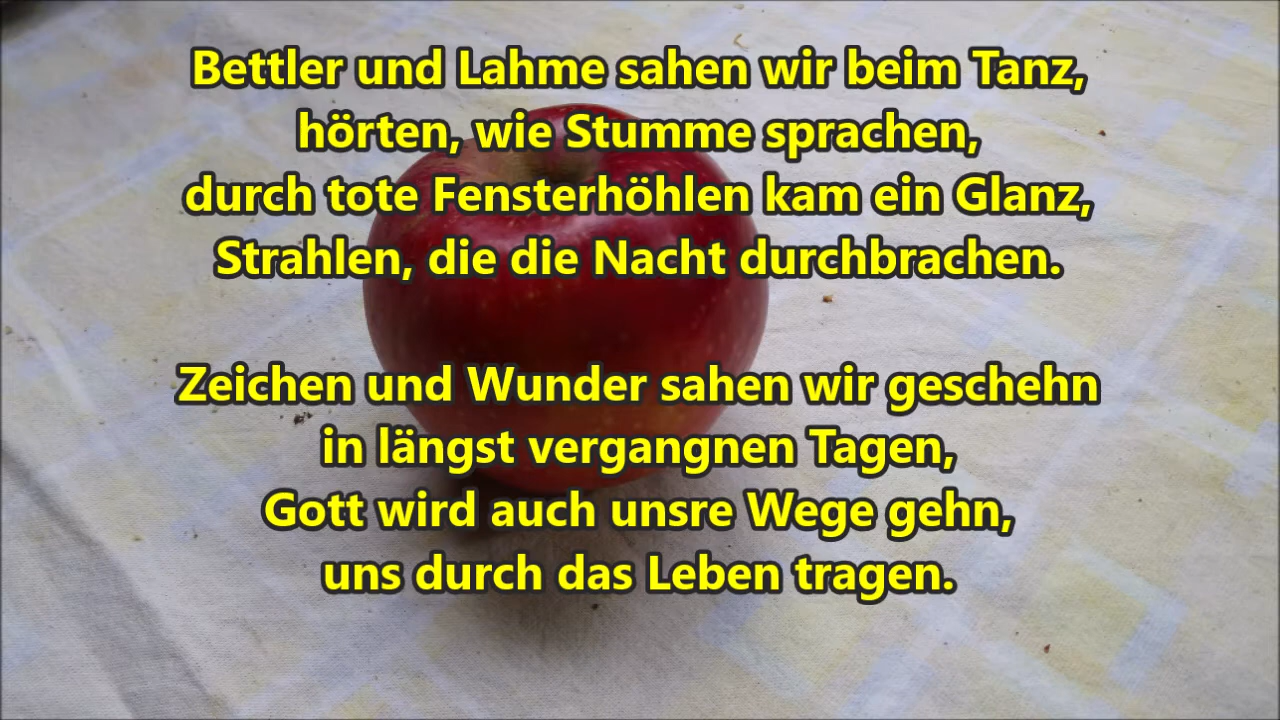 Bettler und Lahme sahen wir beim Tanz,
hörten, wie Stumme sprachen,
durch tote Fensterhöhlen kam ein Glanz,
Strahlen, die die Nacht durchbrachen.
Zeichen und Wunder sahen wir geschehn
in längst vergangnen Tagen,
Gott wird auch unsre Wege gehn,
uns durch das Leben tragen.